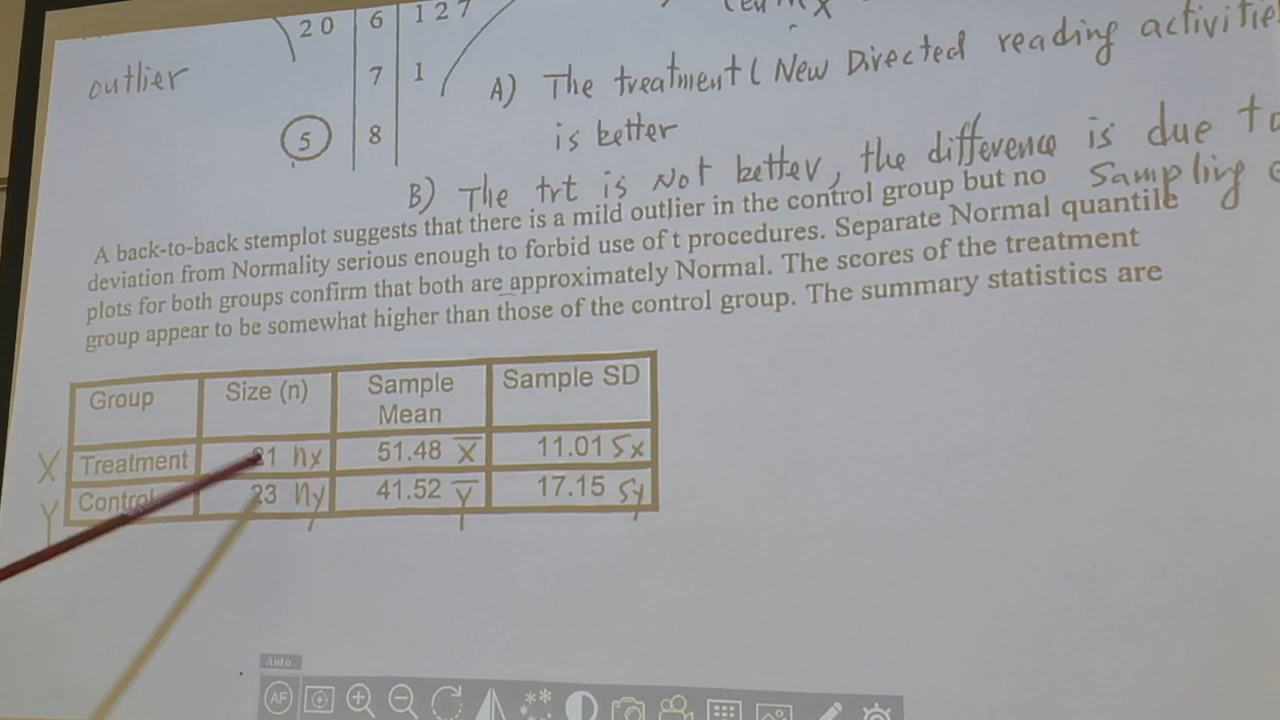 20 | 6 | 127
outlier
7 | 1
A) The treatment ( New Directed reading activitie
is better
5 | 8
B) The trt is Not better, the difference is due to
Sampling
A back-to-back stemplot suggests that there is a mild outlier in the control group but no
deviation from Normality serious enough to forbid use of t procedures. Separate Normal quantile
plots for both groups confirm that both are approximately Normal. The scores of the treatment
group appear to be somewhat higher than those of the control group. The summary statistics are
Group Size (n) Sample Mean Sample SD
X Treatment 21 nx 51.48 X̅ 11.01 Sx
Y Control 23 ny 41.52 Y̅ 17.15 Sy
Auto
AF